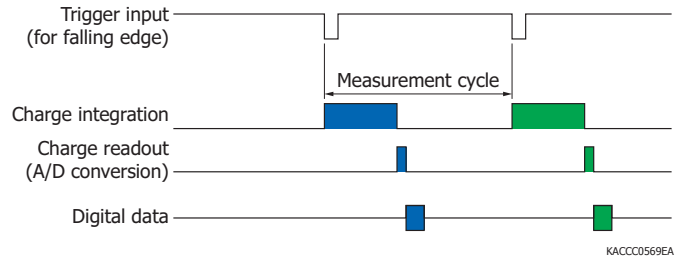 Trigger input
(for falling edge)
Measurement cycle
Charge integration
Charge readout
(A/D conversion)
Digital data
KACCC0569EA